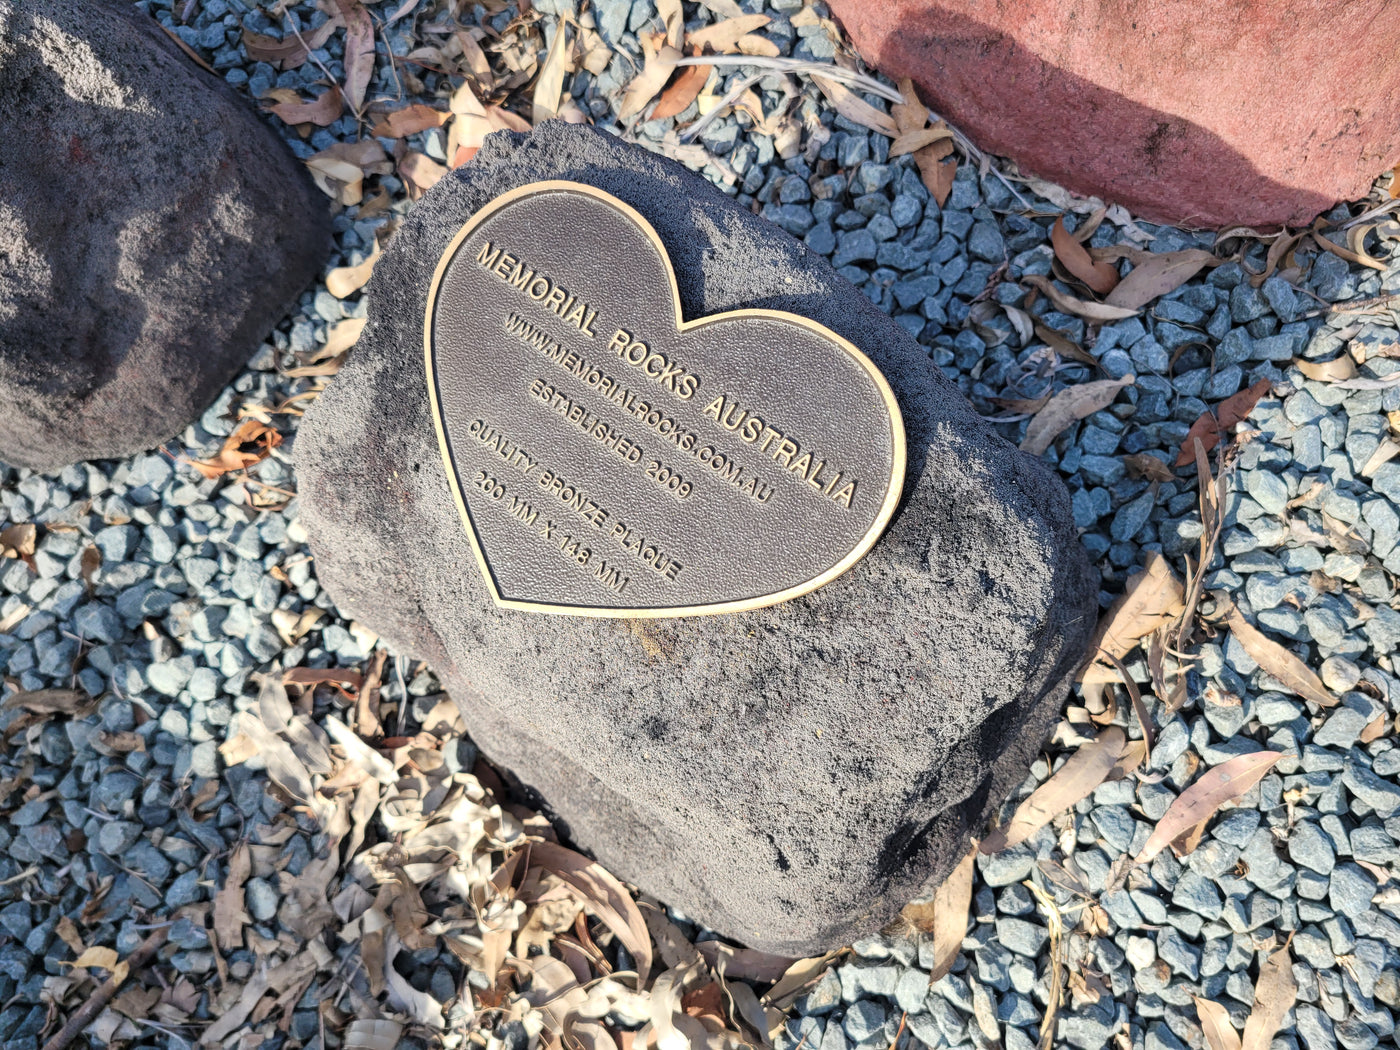 MEMORIAL ROCKS AUSTRALIA
WWW.MEMORIALROCKS.COM.AU
ESTABLISHED 2009
QUALITY BRONZE PLAQUE
200 MM X 148 MM